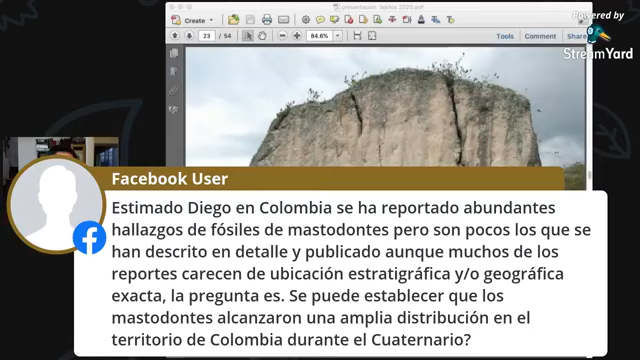 presentacion tejelos 2020.pdf
Create
23 / 54
84.6%
Tools
Comment
Share
Powered by
StreamYard
Facebook User
Estimado Diego en Colombia se ha reportado abundantes
hallazgos de fósiles de mastodontes pero son pocos los que se
han descrito en detalle y publicado aunque muchos de los
reportes carecen de ubicación estratigráfica y/o geográfica
exacta, la pregunta es. Se puede establecer que los
mastodontes alcanzaron una amplia distribución en el
territorio de Colombia durante el Cuaternario?